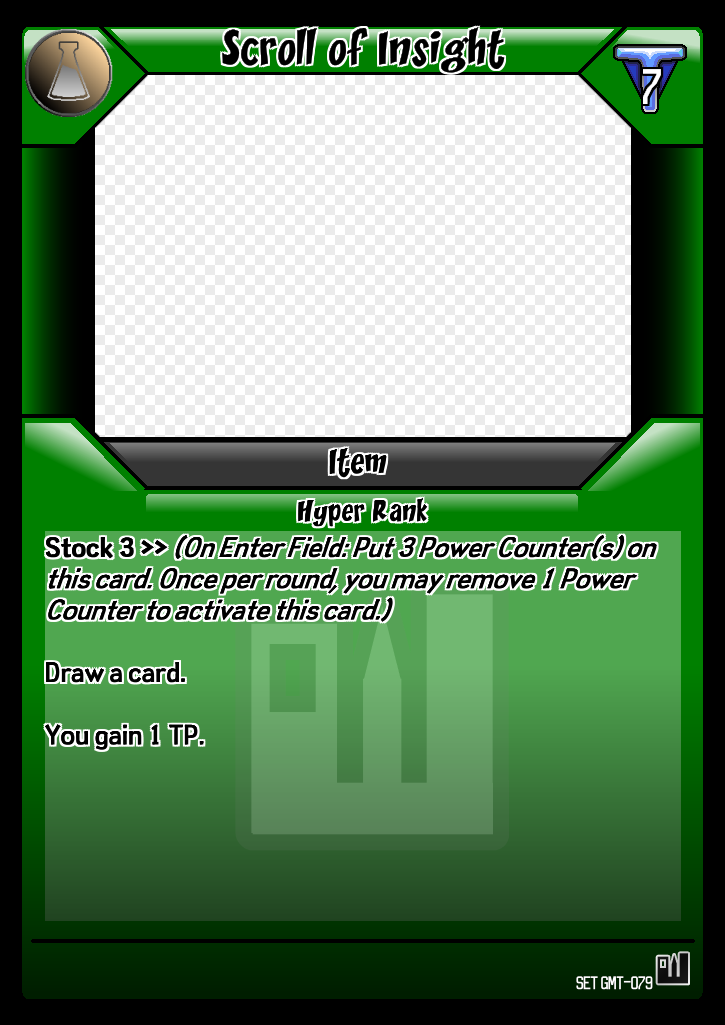 Scroll of Insight
7
Item
Hyper Rank
Stock 3 >> (On Enter Field: Put 3 Power Counter(s) on
this card. Once per round, you may remove 1 Power
Counter to activate this card.)
Draw a card.
You gain 1 TP.
SET GMT-079